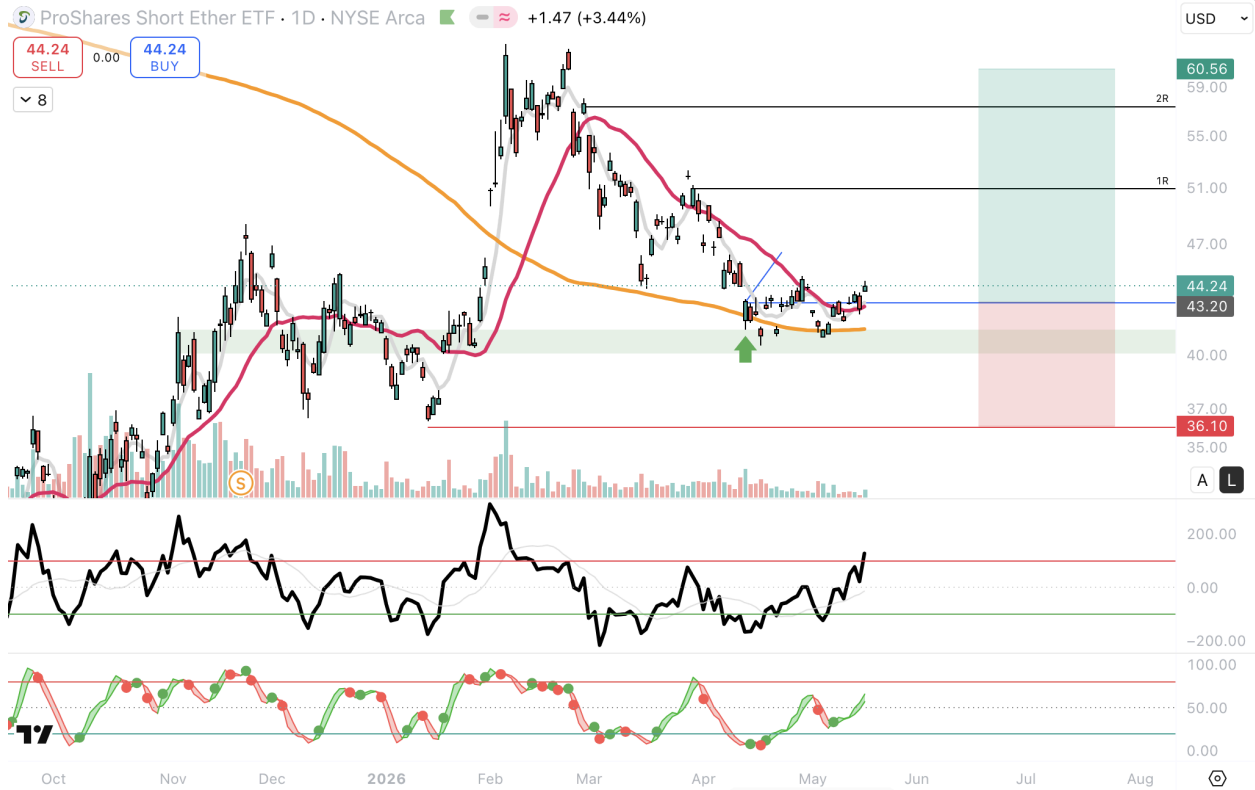 ProShares Short Ether ETF · 1D · NYSE Arca +1.47 (+3.44%)
USD
44.24
SELL
0.00
44.24
BUY
8
60.56
59.00
2R
55.00
1R
51.00
47.00
44.24
43.20
40.00
37.00
36.10
35.00
S
A L
200.00
0.00
−200.00
100.00
50.00
0.00
Oct Nov Dec 2026 Feb Mar Apr May Jun Jul Aug